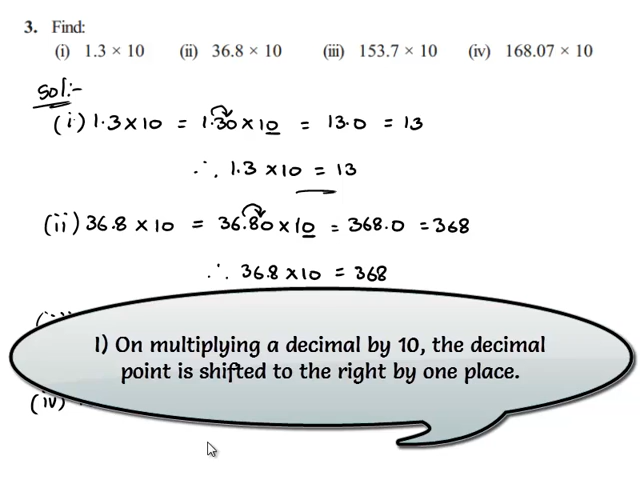 3. Find:
(i) 1.3 × 10 (ii) 36.8 × 10 (iii) 153.7 × 10 (iv) 168.07 × 10
Sol:-
(i) 1.3 × 10 = 1.30 × 10 = 13.0 = 13
∴ 1.3 × 10 = 13
(ii) 36.8 × 10 = 36.80 × 10 = 368.0 = 368
∴ 36.8 × 10 = 368
1) On multiplying a decimal by 10, the decimal
point is shifted to the right by one place.
(iv)